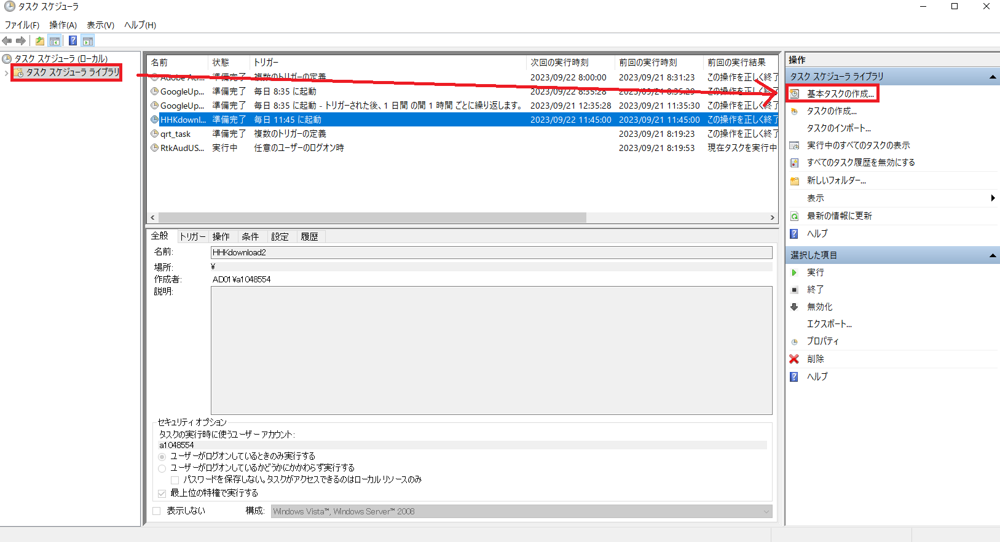 タスク スケジューラ
ファイル(F) 操作(A) 表示(V) ヘルプ(H)
タスク スケジューラ (ローカル)
タスク スケジューラ ライブラリ
名前 状態 トリガー 次回の実行時刻 前回の実行時刻 前回の実行結果
Adobe Acr... 準備完了 複数のトリガーの定義 2023/09/22 8:00:00 2023/09/21 8:31:23 この操作を正しく終了
GoogleUp... 準備完了 毎日 8:35 に起動 2023/09/22 8:35:28 2023/09/21 8:35:29 この操作を正しく終了
GoogleUp... 準備完了 毎日 8:35 に起動 - トリガーされた後、1 日間 の間 1 時間 ごとに繰り返します。 2023/09/21 12:35:28 2023/09/21 11:35:30 この操作を正しく終了
HHKdownl... 準備完了 毎日 11:45 に起動 2023/09/22 11:45:00 2023/09/21 11:45:00 この操作を正しく終了
qrt_task 準備完了 複数のトリガーの定義 2023/09/21 8:19:23 この操作を正しく終了
RtkAudUS... 実行中 任意のユーザーのログオン時 2023/09/21 8:19:53 現在タスクを実行中
全般 トリガー 操作 条件 設定 履歴
名前: HHKdownload2
場所: ¥
作成者: AD01¥a1048554
説明:
セキュリティ オプション
タスクの実行時に使うユーザー アカウント:
a1048554
ユーザーがログオンしているときのみ実行する
ユーザーがログオンしているかどうかにかかわらず実行する
パスワードを保存しない。タスクがアクセスできるのはローカル リソースのみ
最上位の特権で実行する
表示しない 構成: Windows Vista™, Windows Server™ 2008
操作
タスク スケジューラ ライブラリ
基本タスクの作成...
タスクの作成...
タスクのインポート...
実行中のすべてのタスクの表示
すべてのタスク履歴を無効にする
新しいフォルダー...
表示
最新の情報に更新
ヘルプ
選択した項目
実行
終了
無効化
エクスポート...
プロパティ
削除
ヘルプ